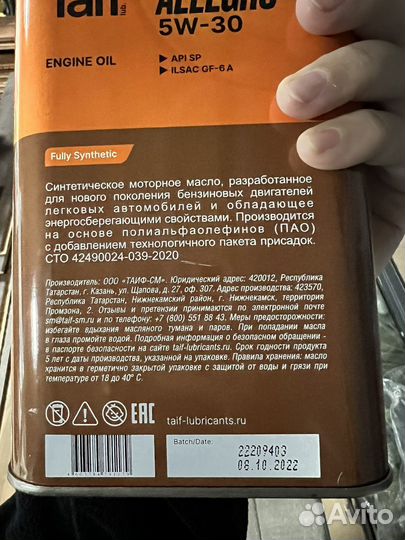 lub.
5W-30
ENGINE OIL
API SP
ILSAC GF-6A
Fully Synthetic
Синтетическое моторное масло, разработанное
для нового поколения бензиновых двигателей
легковых автомобилей и обладающее
энергосберегающими свойствами. Производится
на основе полиальфаолефинов (ПАО)
с добавлением технологичного пакета присадок.
СТО 42490024-039-2020
Производитель: ООО «ТАИФ-СМ». Юридический адрес: 420012, Республика
Татарстан, г. Казань, ул. Щапова, д. 27, оф. 307. Адрес производства: 423570,
Республика Татарстан, Нижнекамский район, г. Нижнекамск, территория
Промзона, 2. Отзывы и претензии принимаются по электронной почте
sm@taif-sm.ru и телефону: +7 (800) 551 88 43. Меры предосторожности:
избегайте вдыхания масляного тумана и паров. При попадании масла
в глаза промойте водой. Подробная информация о безопасном обращении -
в паспорте безопасности на сайте taif-lubricants.ru. Срок годности продукта
5 лет с даты производства, указанной на упаковке. Правила хранения: масло
хранится в герметично закрытой упаковке с защитой от воды и грязи при
температуре от 18 до 40° С.
EAC
taif-lubricants.ru
Batch/Date:
22209403
08.10.2022
Avito